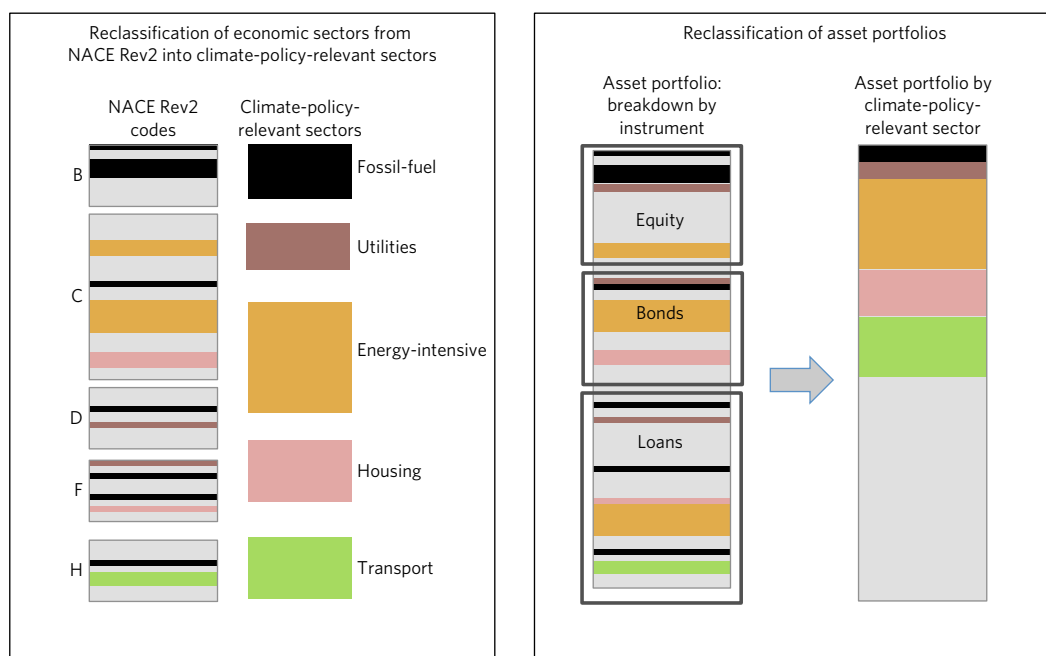 Reclassification of economic sectors from
NACE Rev2 into climate-policy-relevant sectors
NACE Rev2
codes
Climate-policy-
relevant sectors
B
C
D
F
H
Fossil-fuel
Utilities
Energy-intensive
Housing
Transport
Reclassification of asset portfolios
Asset portfolio:
breakdown by
instrument
Asset portfolio by
climate-policy-
relevant sector
Equity
Bonds
Loans